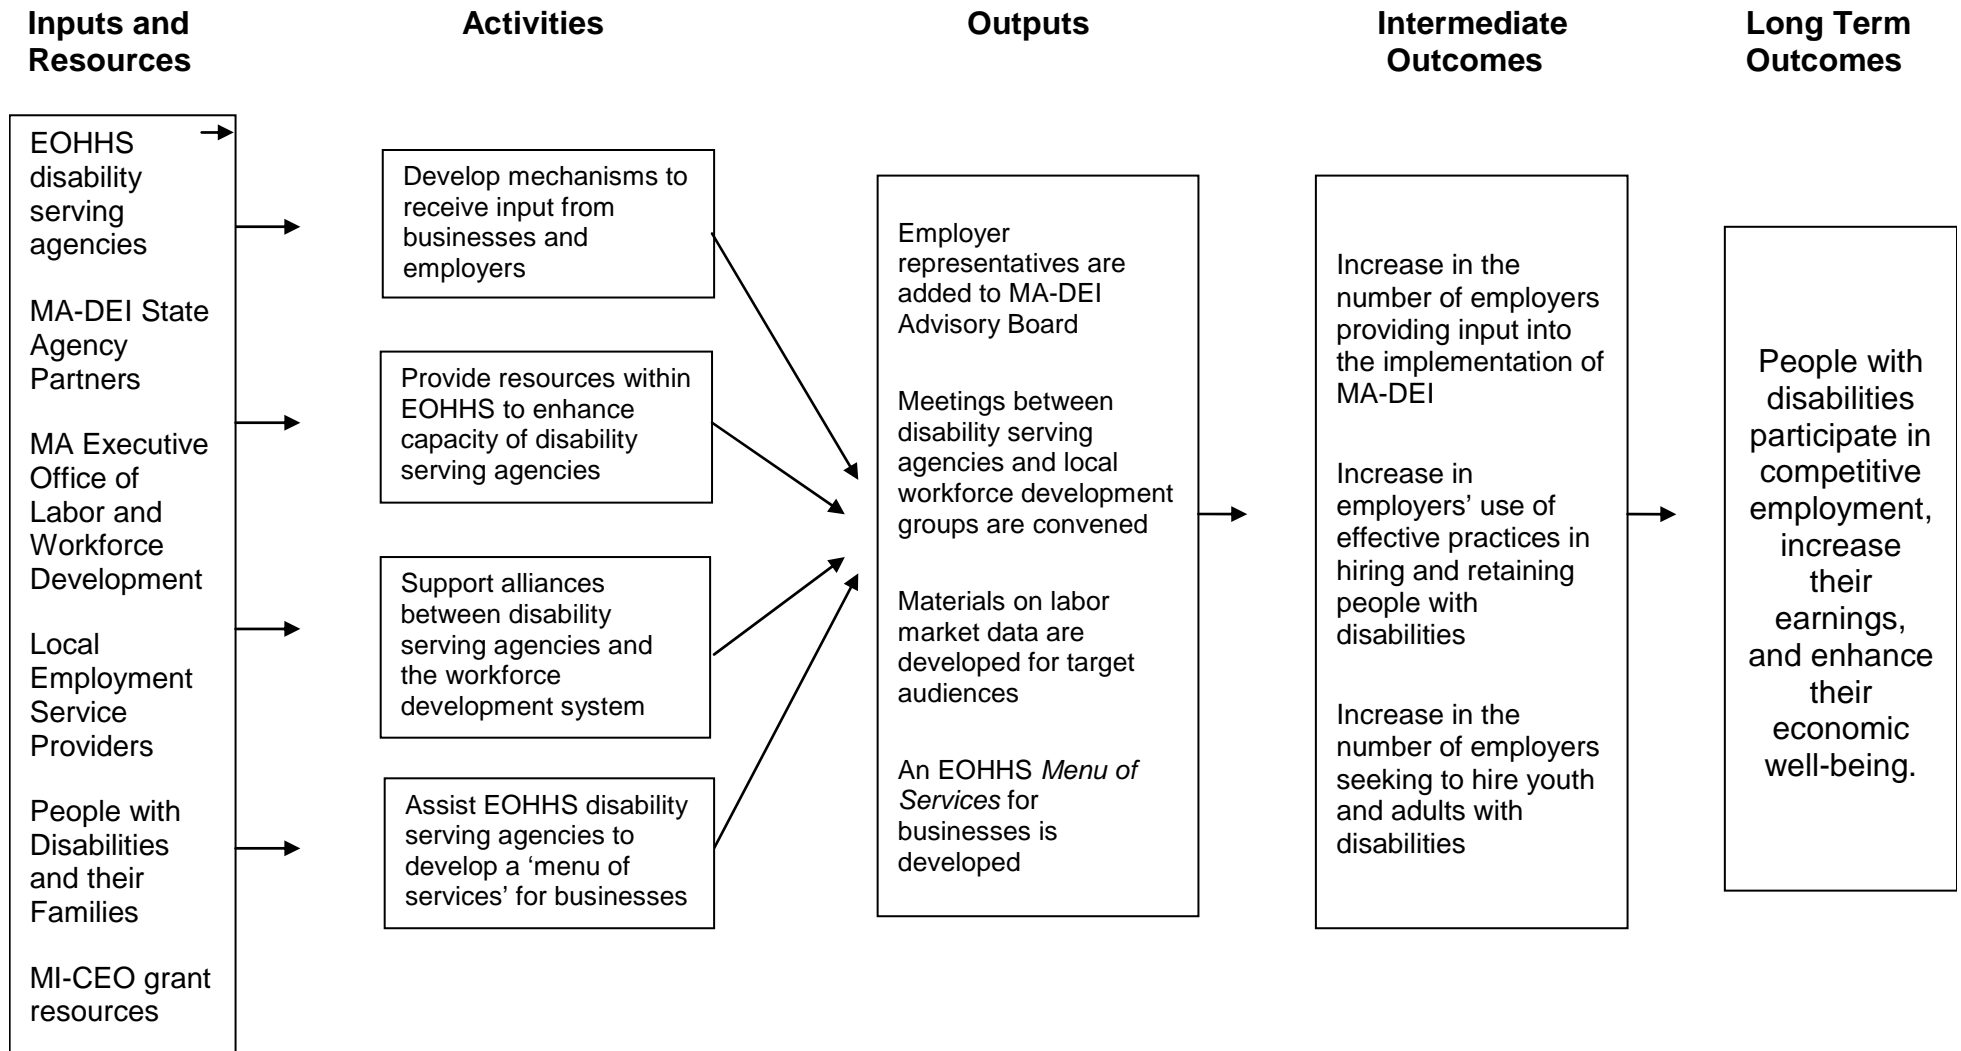 Inputs and
Resources
Activities
Outputs
Intermediate
Outcomes
Long Term
Outcomes
EOHHS
disability
serving
agencies
MA-DEI State
Agency
Partners
MA Executive
Office of
Labor and
Workforce
Development
Local
Employment
Service
Providers
People with
Disabilities
and their
Families
MI-CEO grant
resources
Develop mechanisms to
receive input from
businesses and
employers
Provide resources within
EOHHS to enhance
capacity of disability
serving agencies
Support alliances
between disability
serving agencies and
the workforce
development system
Assist EOHHS disability
serving agencies to
develop a ‘menu of
services’ for businesses
Employer
representatives are
added to MA-DEI
Advisory Board
Meetings between
disability serving
agencies and local
workforce development
groups are convened
Materials on labor
market data are
developed for target
audiences
An EOHHS Menu of
Services for
businesses is
developed
Increase in the
number of employers
providing input into
the implementation of
MA-DEI
Increase in
employers’ use of
effective practices in
hiring and retaining
people with
disabilities
Increase in the
number of employers
seeking to hire youth
and adults with
disabilities
People with
disabilities
participate in
competitive
employment,
increase
their
earnings,
and enhance
their
economic
well-being.